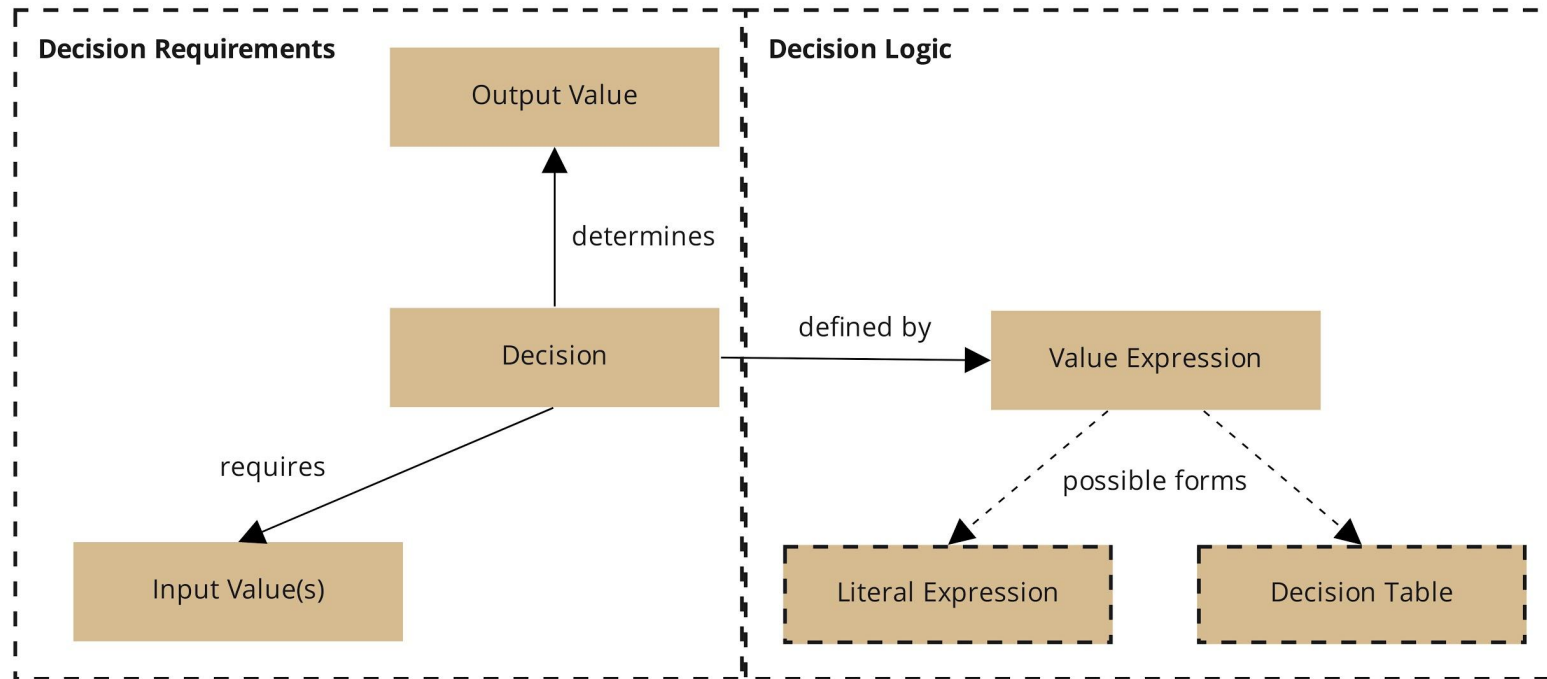 Decision Requirements
Output Value
determines
Decision
requires
Input Value(s)
Decision Logic
defined by
Value Expression
possible forms
Literal Expression
Decision Table